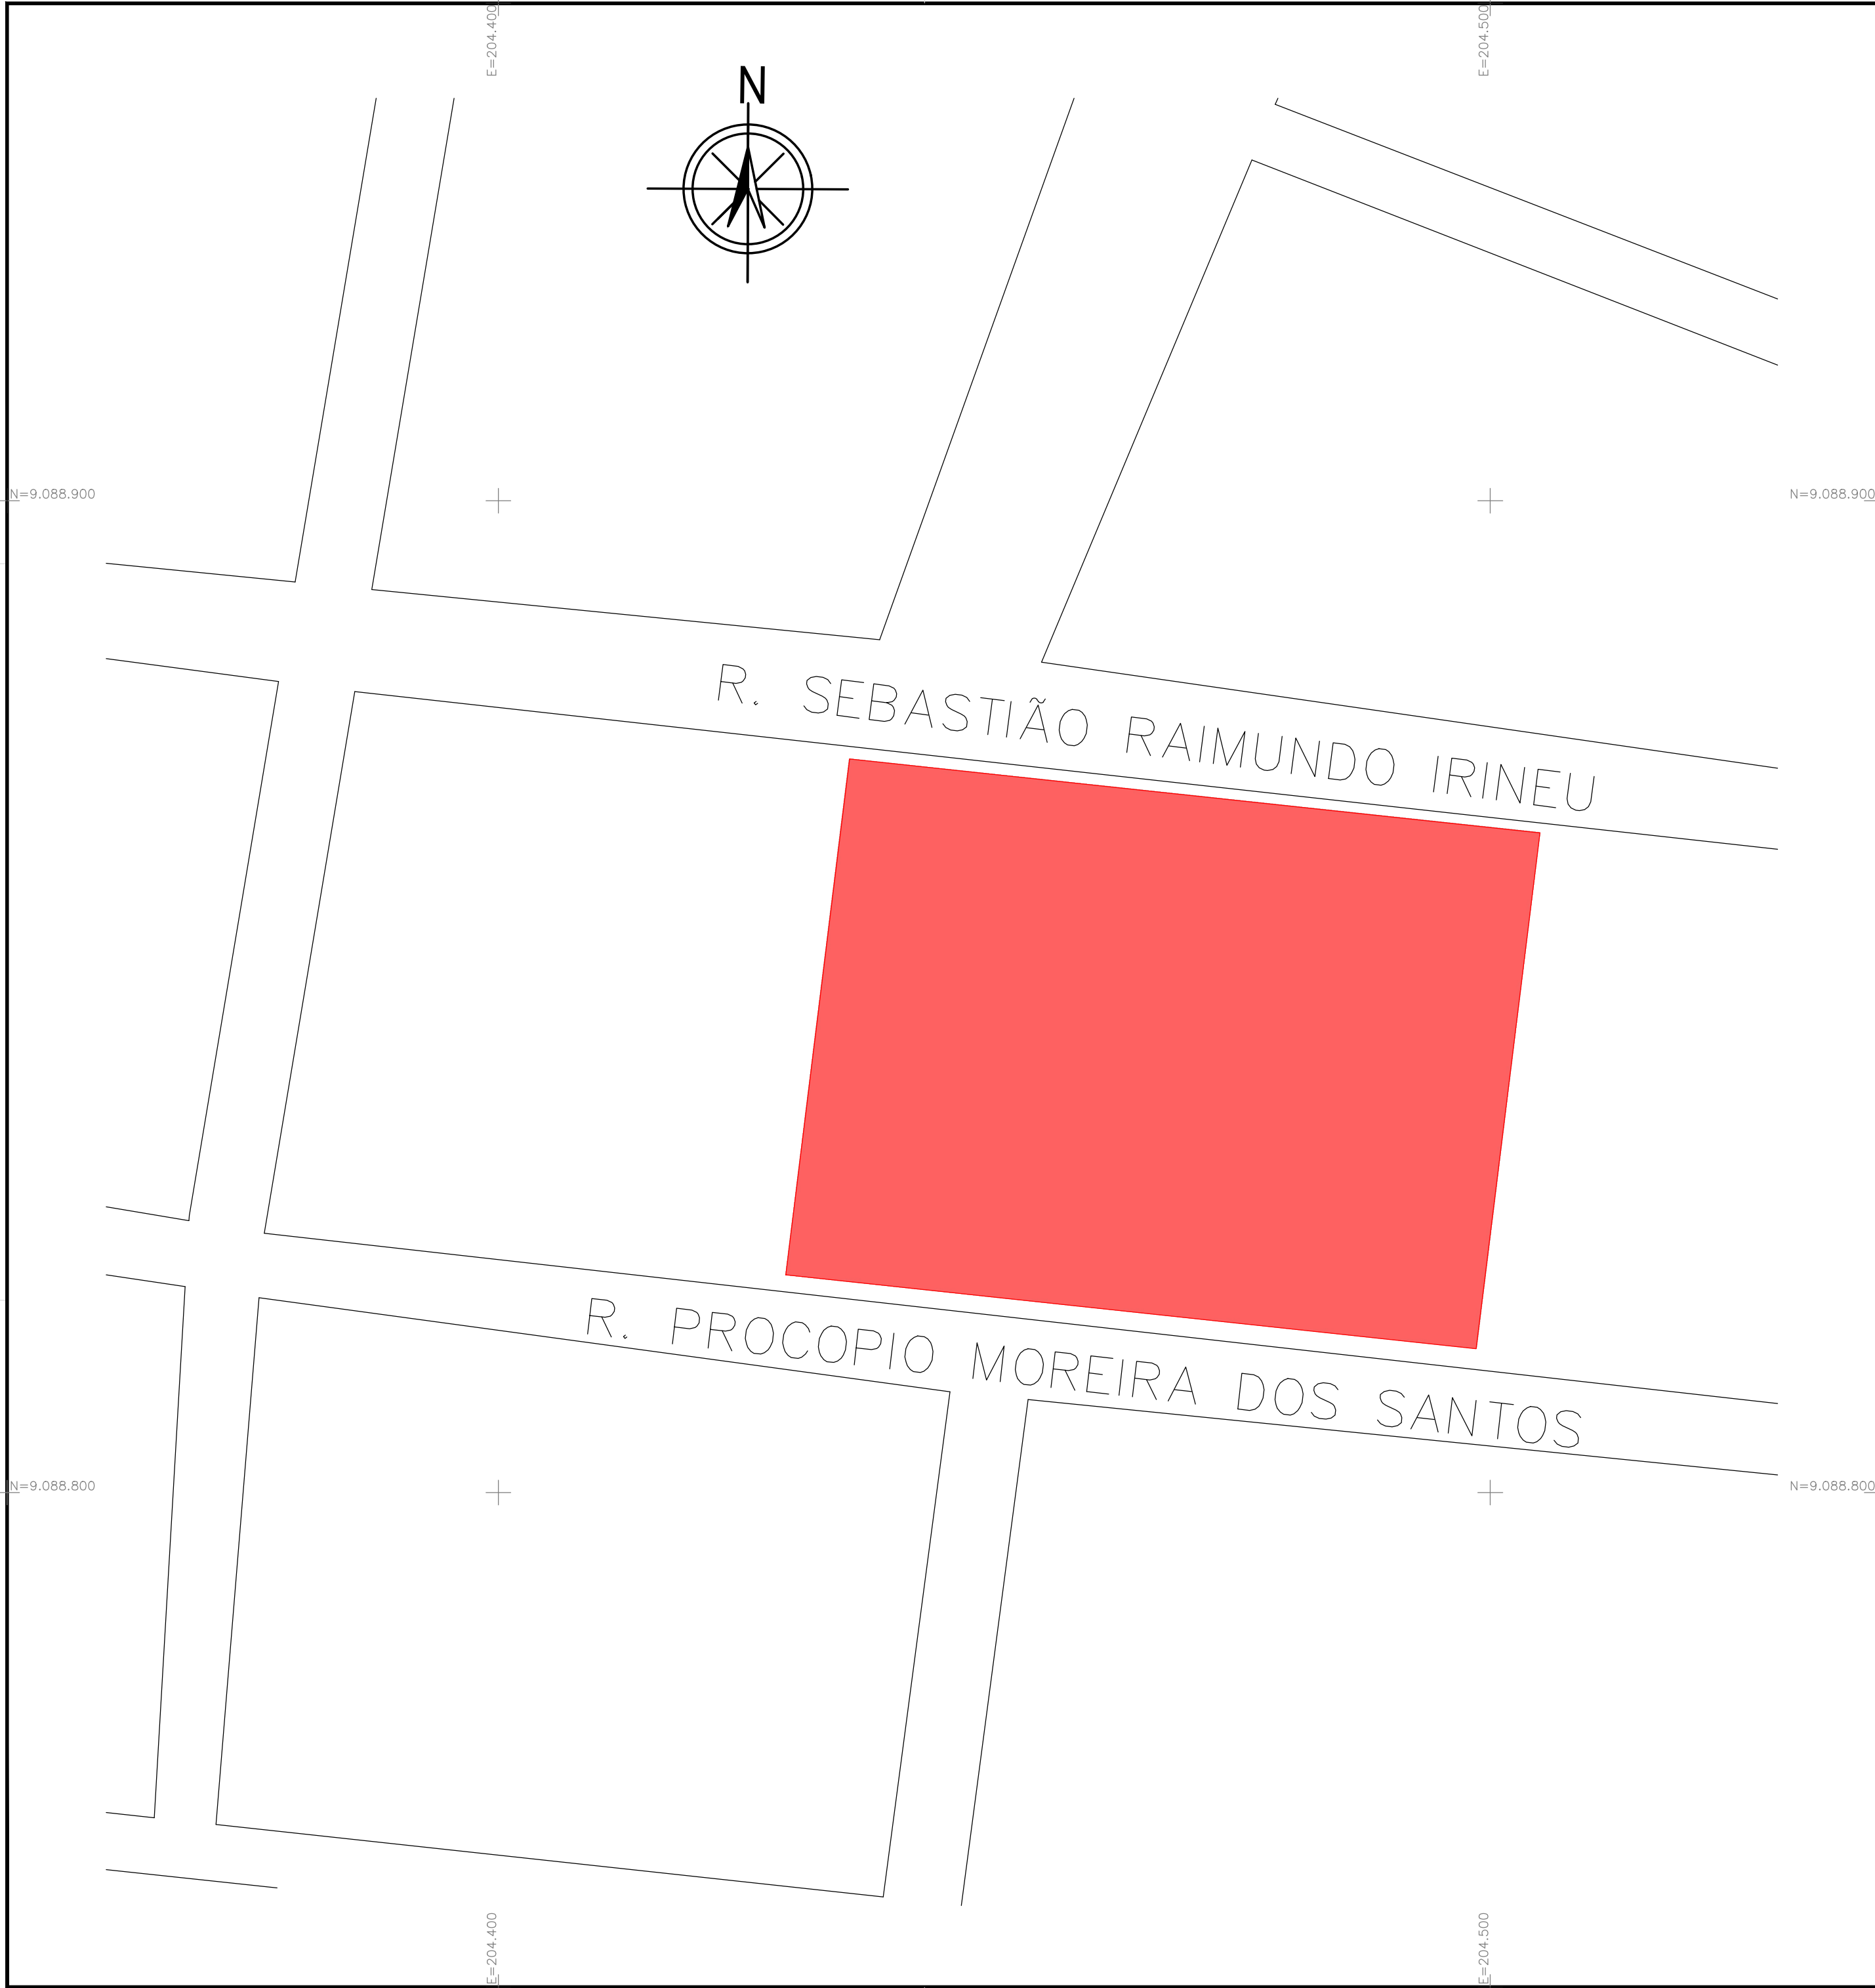 E=204.400
E=204.500
N
N=9.088.900
N=9.088.900
R. SEBASTIÃO RAIMUNDO IRINEU
R. PROCOPIO MOREIRA DOS SANTOS
N=9.088.800
N=9.088.800
E=204.400
E=204.500